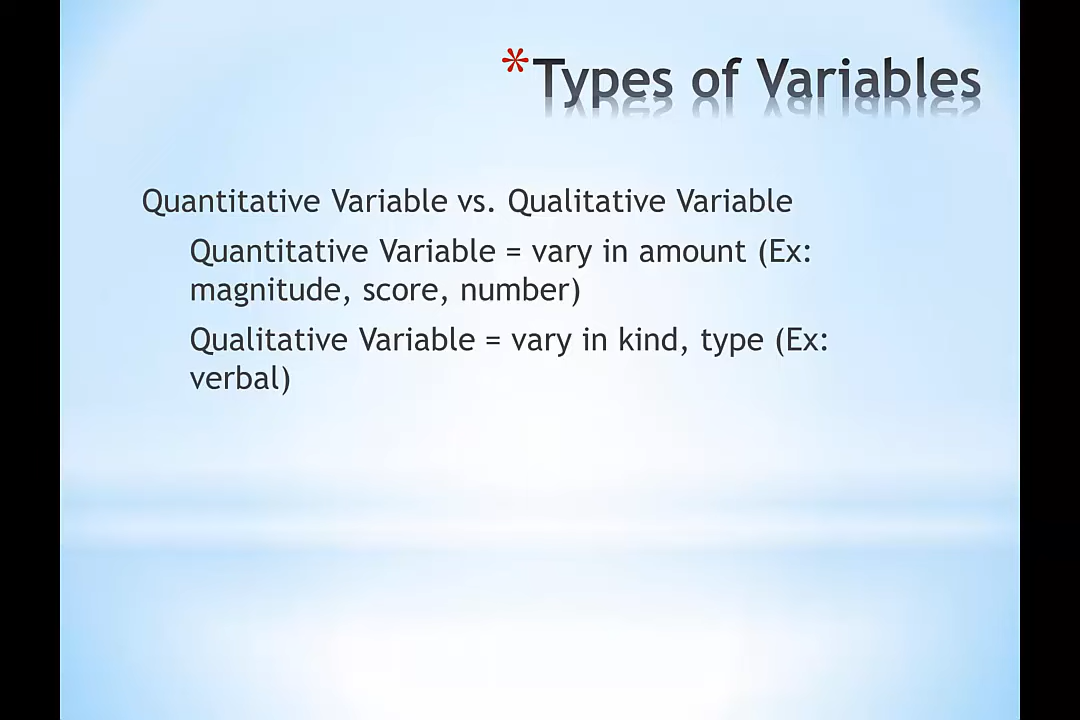 *Types of Variables
Quantitative Variable vs. Qualitative Variable
Quantitative Variable = vary in amount (Ex:
magnitude, score, number)
Qualitative Variable = vary in kind, type (Ex:
verbal)